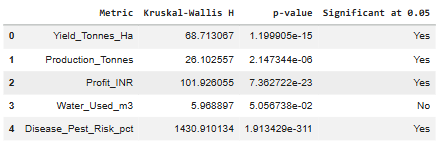 Metric Kruskal-Wallis H p-value Significant at 0.05
0 Yield_Tonnes_Ha 68.713067 1.199905e-15 Yes
1 Production_Tonnes 26.102557 2.147344e-06 Yes
2 Profit_INR 101.926055 7.362722e-23 Yes
3 Water_Used_m3 5.968897 5.056738e-02 No
4 Disease_Pest_Risk_pct 1430.910134 1.913429e-311 Yes